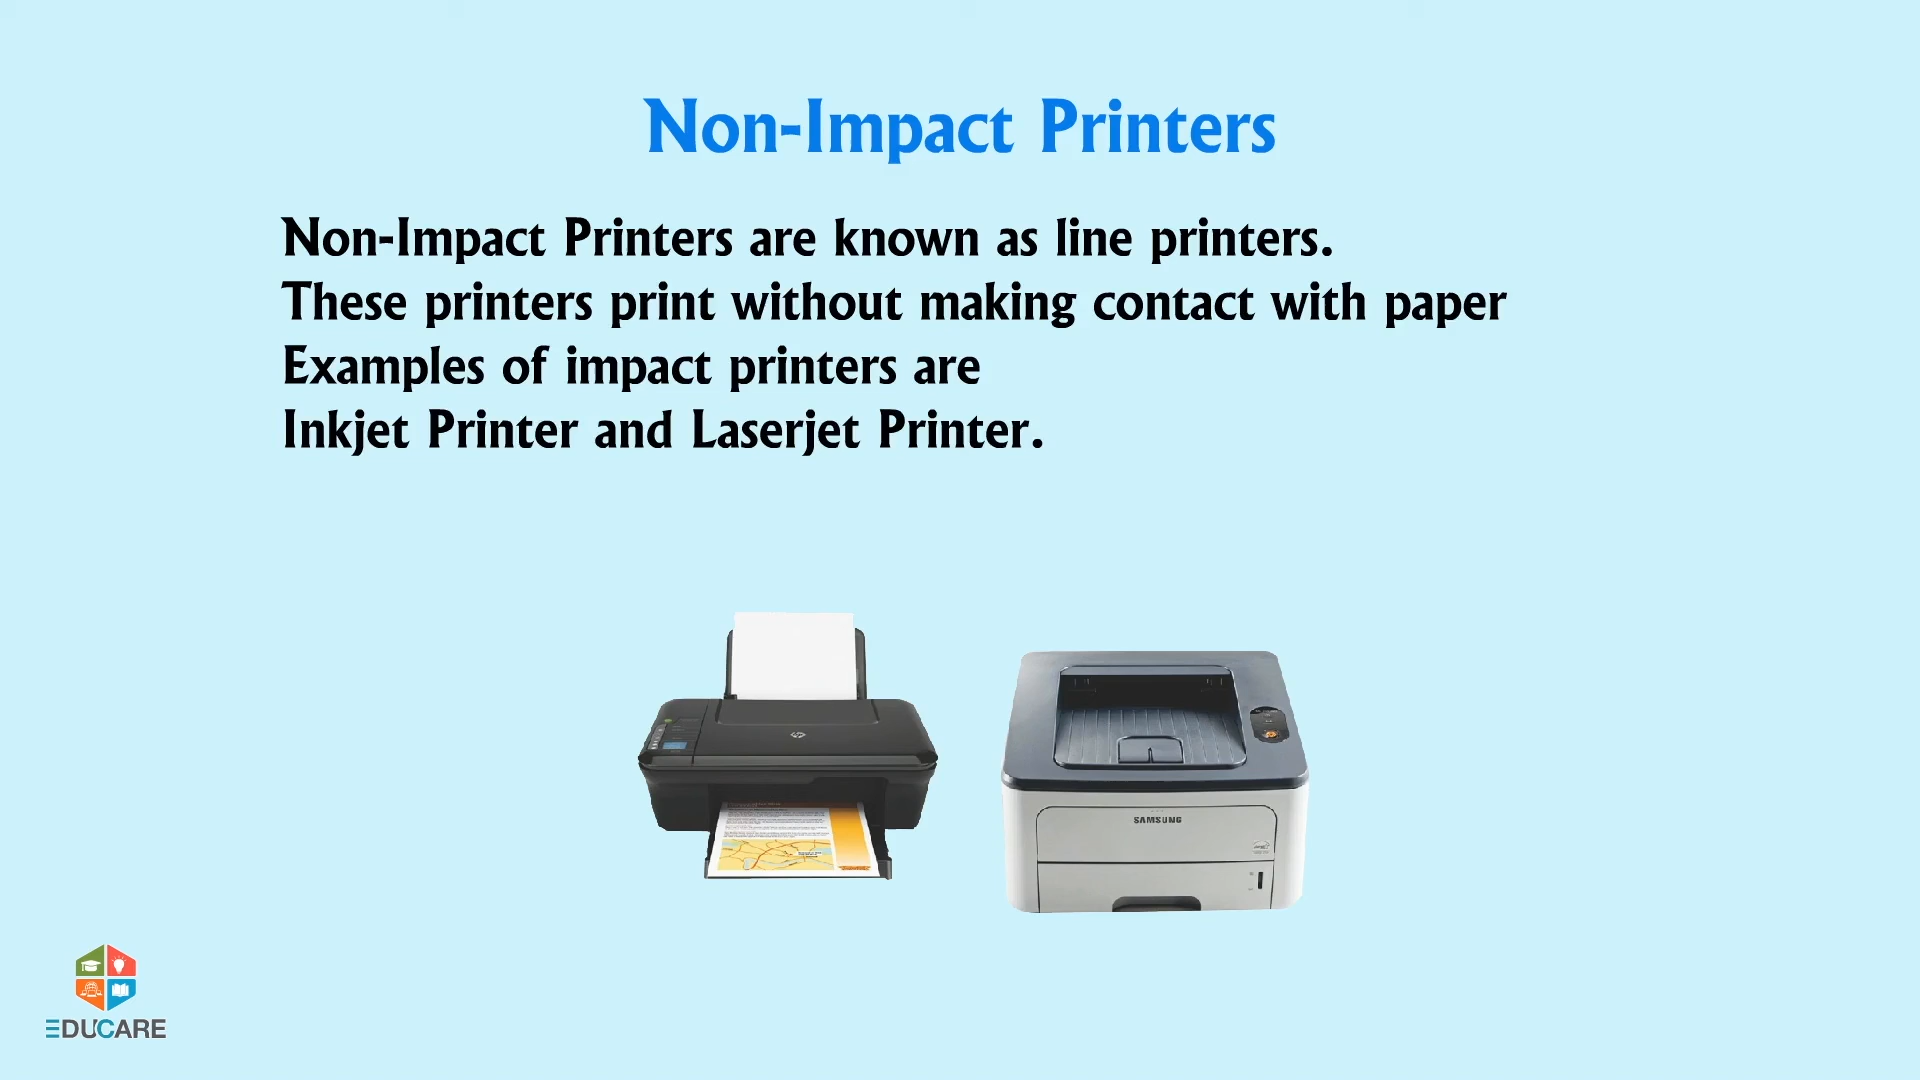 Non-Impact Printers
Non-Impact Printers are known as line printers.
These printers print without making contact with paper
Examples of impact printers are
Inkjet Printer and Laserjet Printer.
hp
SAMSUNG
EDUCARE